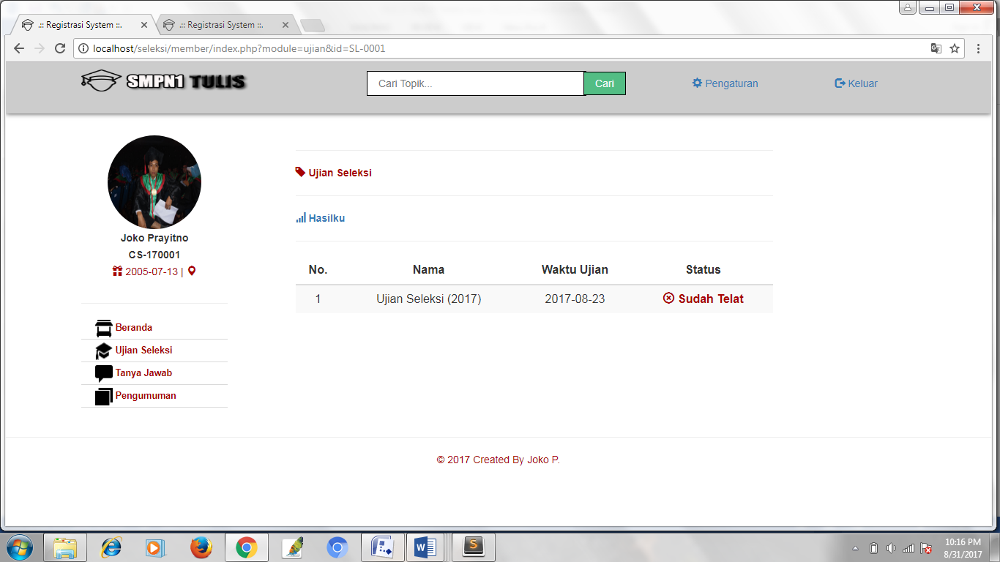 .:: Registrasi System ::.
.:: Registrasi System ::.
localhost/seleksi/member/index.php?module=ujian&id=SL-0001
SMPN1 TULIS
Cari Topik...
Cari
Pengaturan
Keluar
Joko Prayitno
CS-170001
2005-07-13 |
Beranda
Ujian Seleksi
Tanya Jawab
Pengumuman
Ujian Seleksi
Hasilku
No. Nama Waktu Ujian Status
1 Ujian Seleksi (2017) 2017-08-23 Sudah Telat
© 2017 Created By Joko P.
10:16 PM
8/31/2017